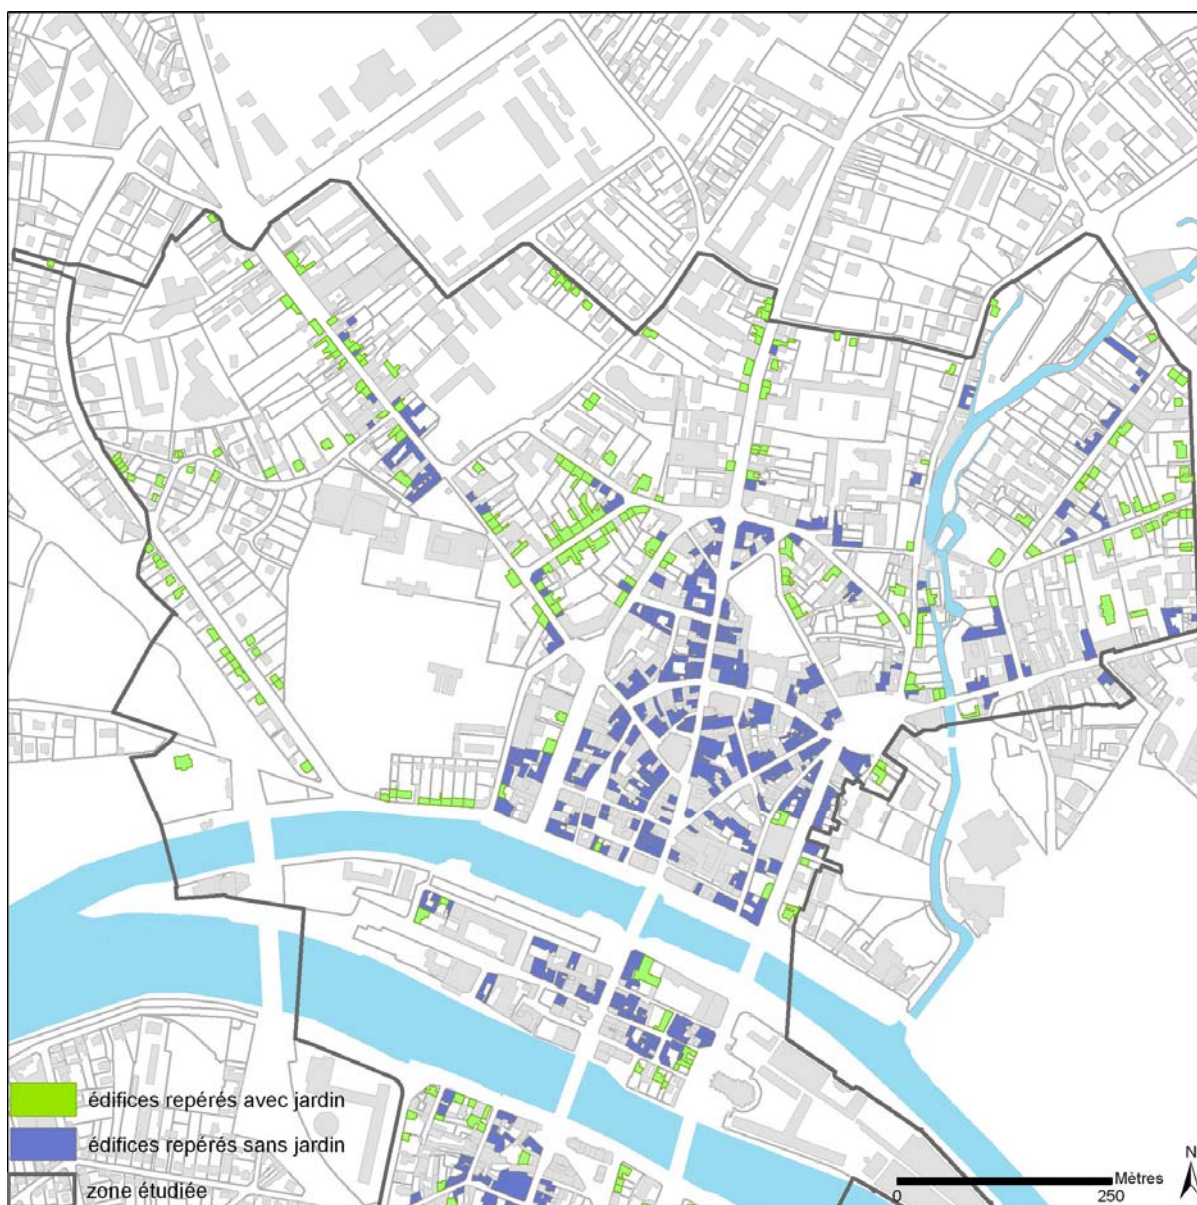 édifices repérés avec jardin
édifices repérés sans jardin
zone étudiée
N
Mètres
0 250